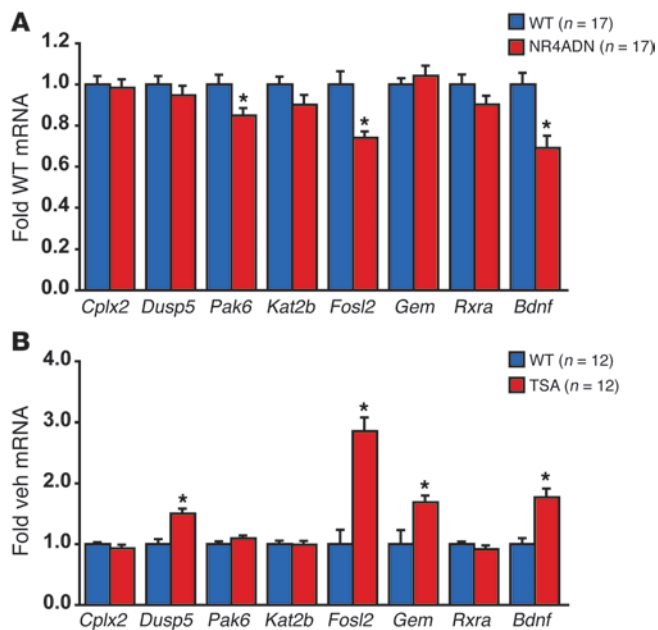 A
WT (n = 17)
NR4ADN (n = 17)
Fold WT mRNA
1.2
1.0
0.8
0.6
0.4
0.2
0.0
* * *
Cplx2 Dusp5 Pak6 Kat2b Fosl2 Gem Rxra Bdnf
B
WT (n = 12)
TSA (n = 12)
Fold veh mRNA
4.0
3.0
2.0
1.0
0.0
* * * *
Cplx2 Dusp5 Pak6 Kat2b Fosl2 Gem Rxra Bdnf